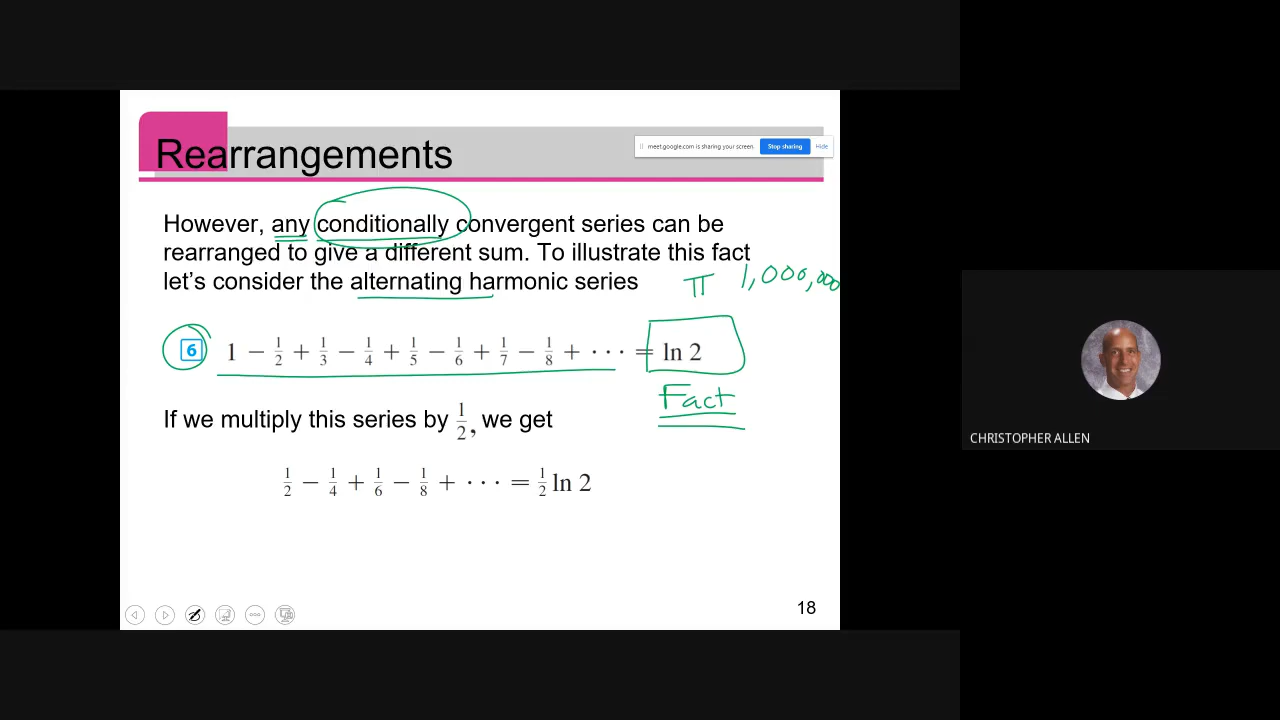 Rearrangements
meet.google.com is sharing your screen. Stop sharing Hide
However, any conditionally convergent series can be
rearranged to give a different sum. To illustrate this fact
let’s consider the alternating harmonic series
π 1,000,000
6 1 − 1/2 + 1/3 − 1/4 + 1/5 − 1/6 + 1/7 − 1/8 + ··· = ln 2
Fact
If we multiply this series by 1/2, we get
1/2 − 1/4 + 1/6 − 1/8 + ··· = 1/2 ln 2
CHRISTOPHER ALLEN
18